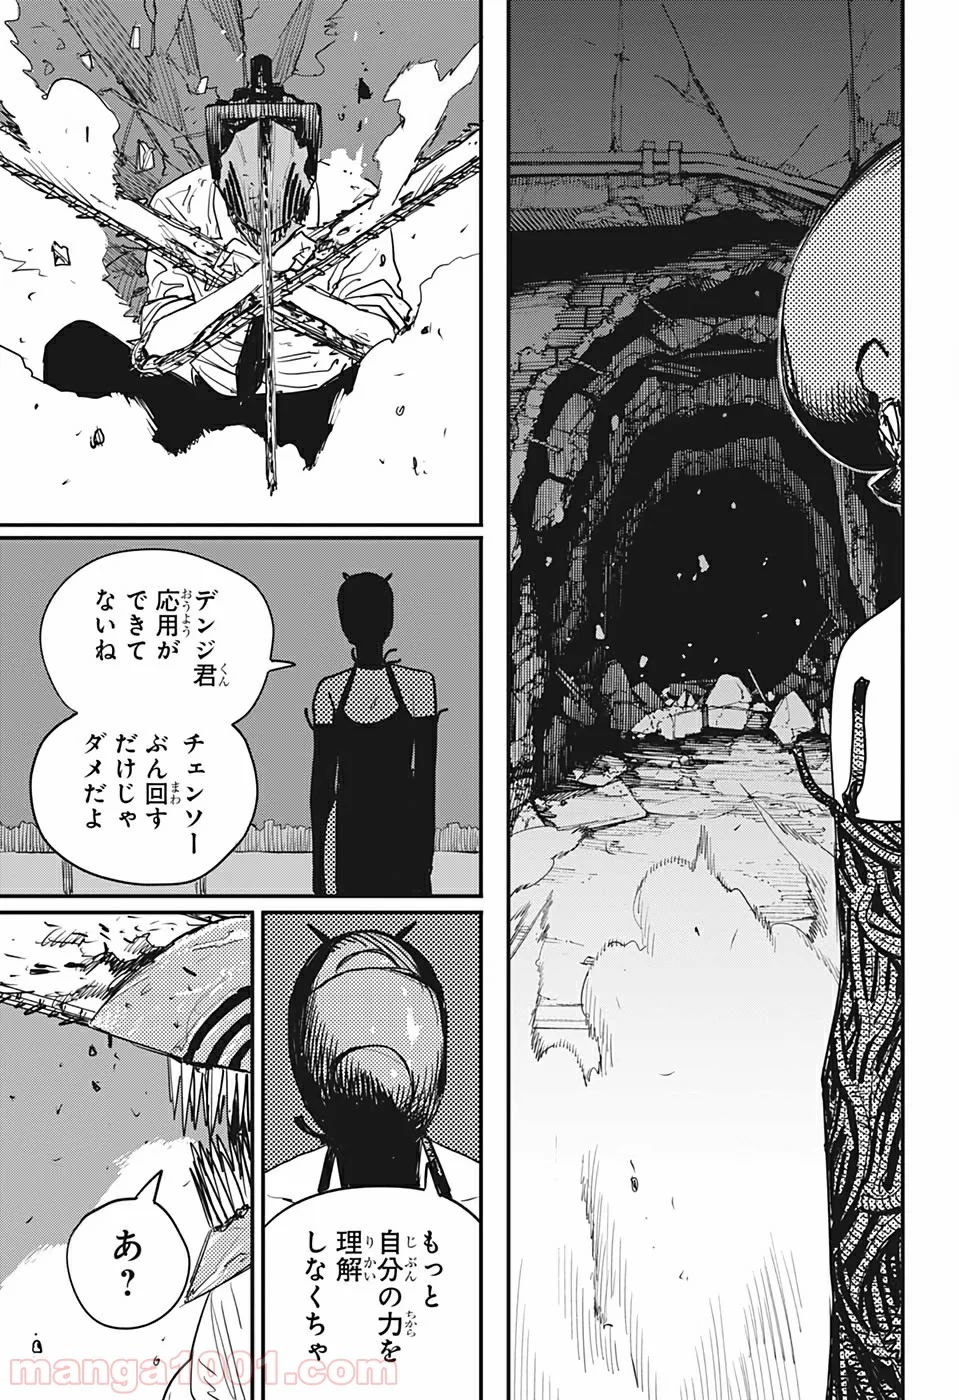 デンジ君
応用が
できて
ないね
チェンソー
ぶん回す
だけじゃ
ダメだよ
もっと
自分の力を
理解
しなくちゃ
あ？
manga1001.com